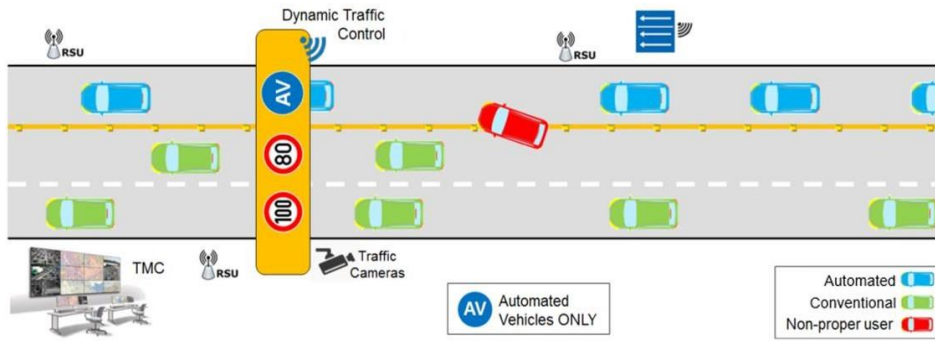 Dynamic Traffic
Control
RSU
RSU
AV
80
100
TMC
RSU
Traffic
Cameras
AV
Automated
Vehicles ONLY
Automated
Conventional
Non-proper user